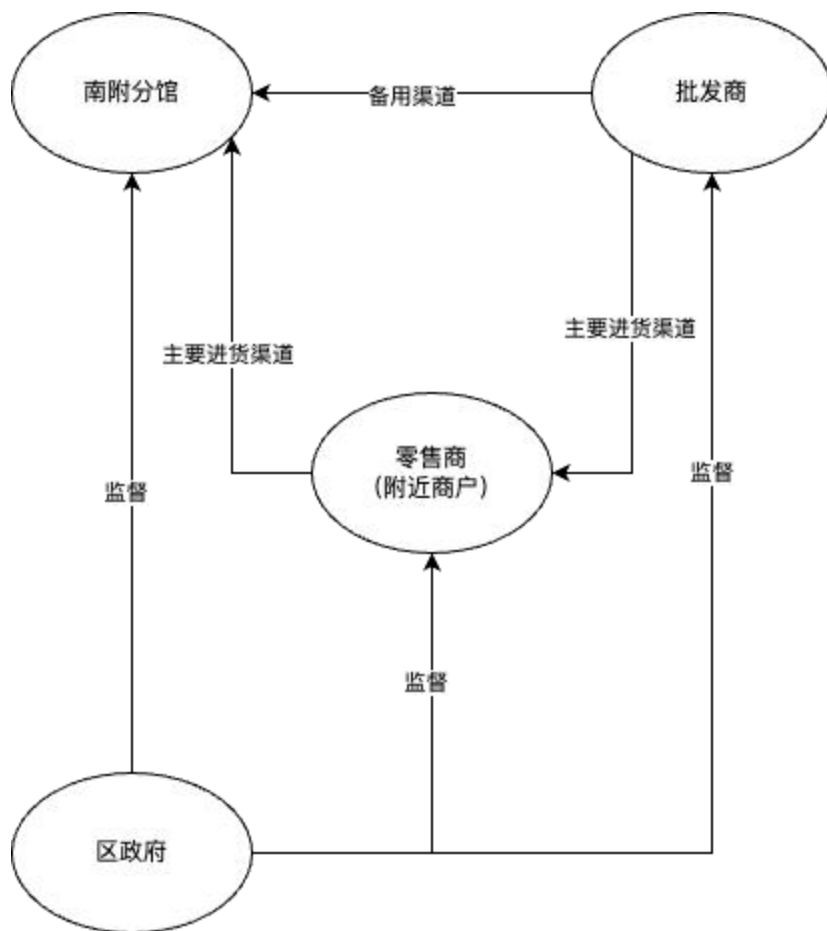 南附分馆
批发商
备用渠道
主要进货渠道
主要进货渠道
零售商
（附近商户）
监督
监督
监督
区政府